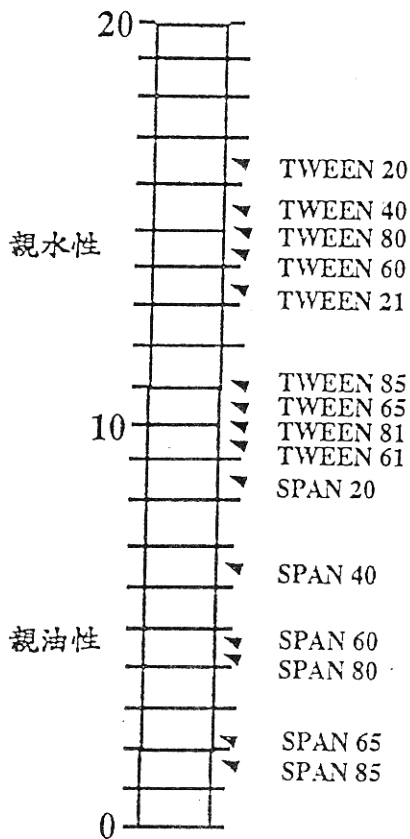 20
TWEEN 20
TWEEN 40
親水性
TWEEN 80
TWEEN 60
TWEEN 21
TWEEN 85
TWEEN 65
10
TWEEN 81
TWEEN 61
SPAN 20
SPAN 40
親油性
SPAN 60
SPAN 80
SPAN 65
SPAN 85
0